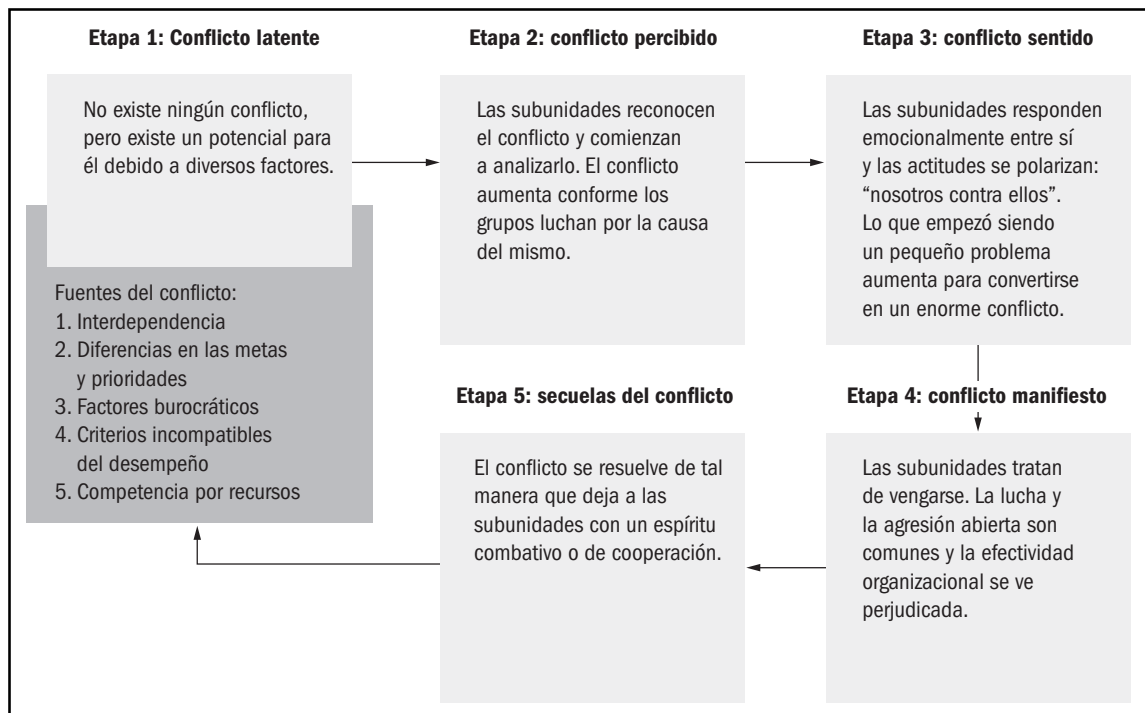 Etapa 1: Conflicto latente
No existe ningún conflicto,
pero existe un potencial para
él debido a diversos factores.
Fuentes del conflicto:
1. Interdependencia
2. Diferencias en las metas
y prioridades
3. Factores burocráticos
4. Criterios incompatibles
del desempeño
5. Competencia por recursos
Etapa 2: conflicto percibido
Las subunidades reconocen
el conflicto y comienzan
a analizarlo. El conflicto
aumenta conforme los
grupos luchan por la causa
del mismo.
Etapa 3: conflicto sentido
Las subunidades responden
emocionalmente entre sí
y las actitudes se polarizan:
“nosotros contra ellos”.
Lo que empezó siendo
un pequeño problema
aumenta para convertirse
en un enorme conflicto.
Etapa 4: conflicto manifiesto
Las subunidades tratan
de vengarse. La lucha y
la agresión abierta son
comunes y la efectividad
organizacional se ve
perjudicada.
Etapa 5: secuelas del conflicto
El conflicto se resuelve de tal
manera que deja a las
subunidades con un espíritu
combativo o de cooperación.